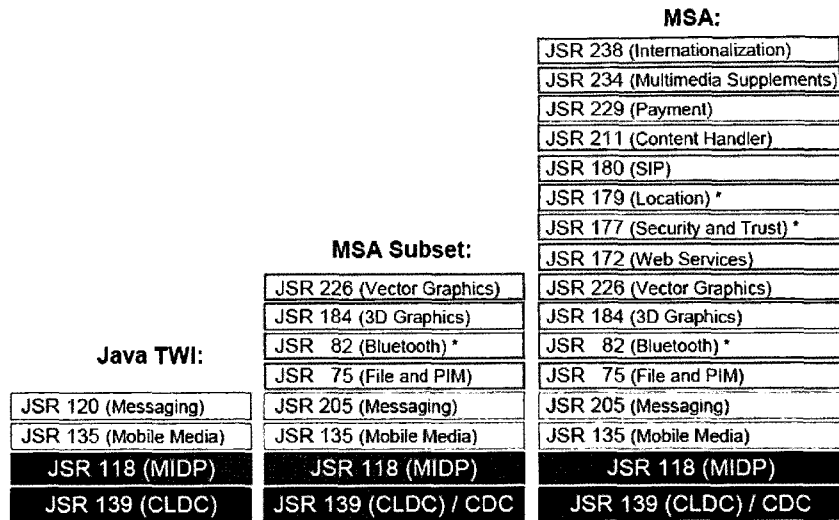 Java TWI:
JSR 120 (Messaging)
JSR 135 (Mobile Media)
JSR 118 (MIDP)
JSR 139 (CLDC)
MSA Subset:
JSR 226 (Vector Graphics)
JSR 184 (3D Graphics)
JSR 82 (Bluetooth) *
JSR 75 (File and PIM)
JSR 205 (Messaging)
JSR 135 (Mobile Media)
JSR 118 (MIDP)
JSR 139 (CLDC) / CDC
MSA:
JSR 238 (Internationalization)
JSR 234 (Multimedia Supplements)
JSR 229 (Payment)
JSR 211 (Content Handler)
JSR 180 (SIP)
JSR 179 (Location) *
JSR 177 (Security and Trust) *
JSR 172 (Web Services)
JSR 226 (Vector Graphics)
JSR 184 (3D Graphics)
JSR 82 (Bluetooth) *
JSR 75 (File and PIM)
JSR 205 (Messaging)
JSR 135 (Mobile Media)
JSR 118 (MIDP)
JSR 139 (CLDC) / CDC